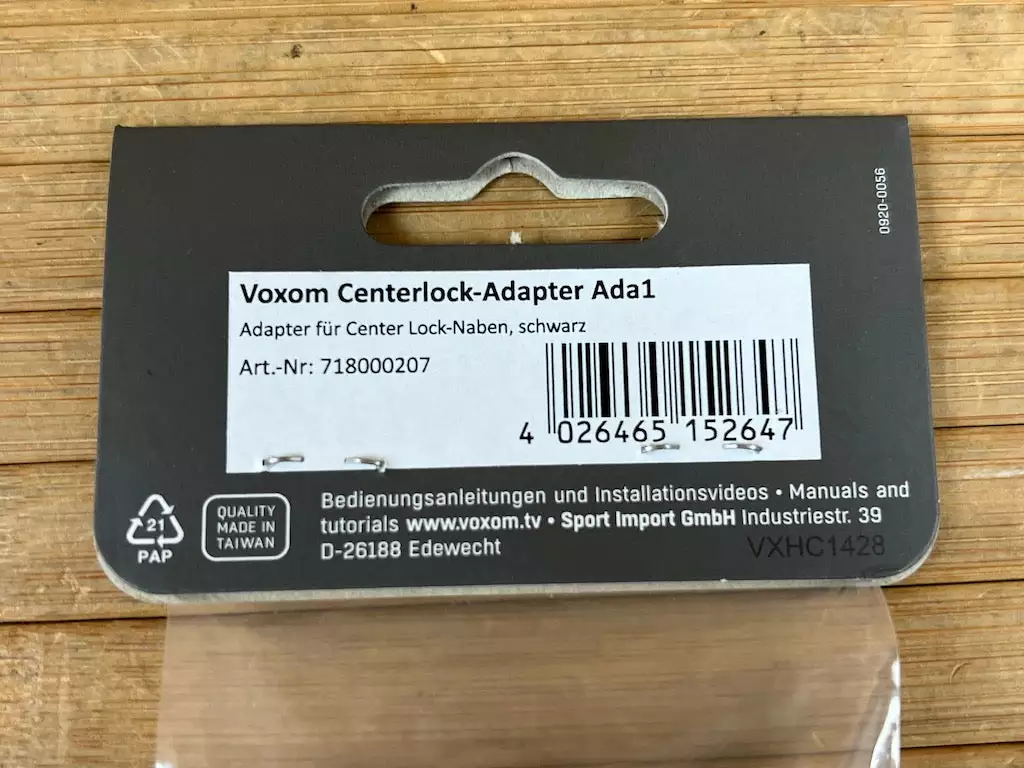 0920-0056
Voxom Centerlock-Adapter Ada1
Adapter für Center Lock-Naben, schwarz
Art.-Nr: 718000207
4 026465 152647
21
PAP
QUALITY
MADE IN
TAIWAN
Bedienungsanleitungen und Installationsvideos • Manuals and
tutorials www.voxom.tv • Sport Import GmbH Industriestr. 39
D-26188 Edewecht
VXHC1428